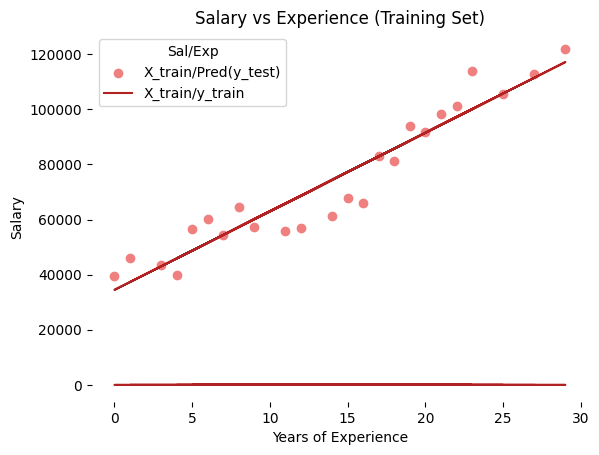 Salary vs Experience (Training Set)
Sal/Exp
X_train/Pred(y_test)
X_train/y_train
120000
100000
80000
60000
40000
20000
0
Salary
0 5 10 15 20 25 30
Years of Experience